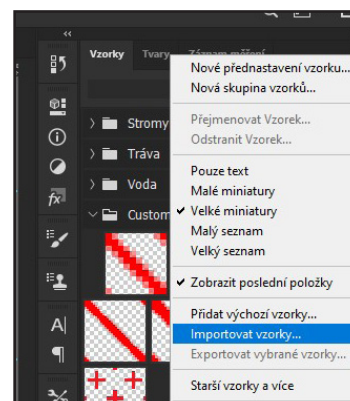 Vzorky Tvary Záznam měření
Stromy
Tráva
Voda
Custom
Nové přednastavení vzorku...
Nová skupina vzorků...
Přejmenovat Vzorek...
Odstranit Vzorek...
Pouze text
Malé miniatury
Velké miniatury
Malý seznam
Velký seznam
Zobrazit poslední položky
Přidat výchozí vzorky...
Importovat vzorky...
Exportovat vybrané vzorky...
Starší vzorky a více